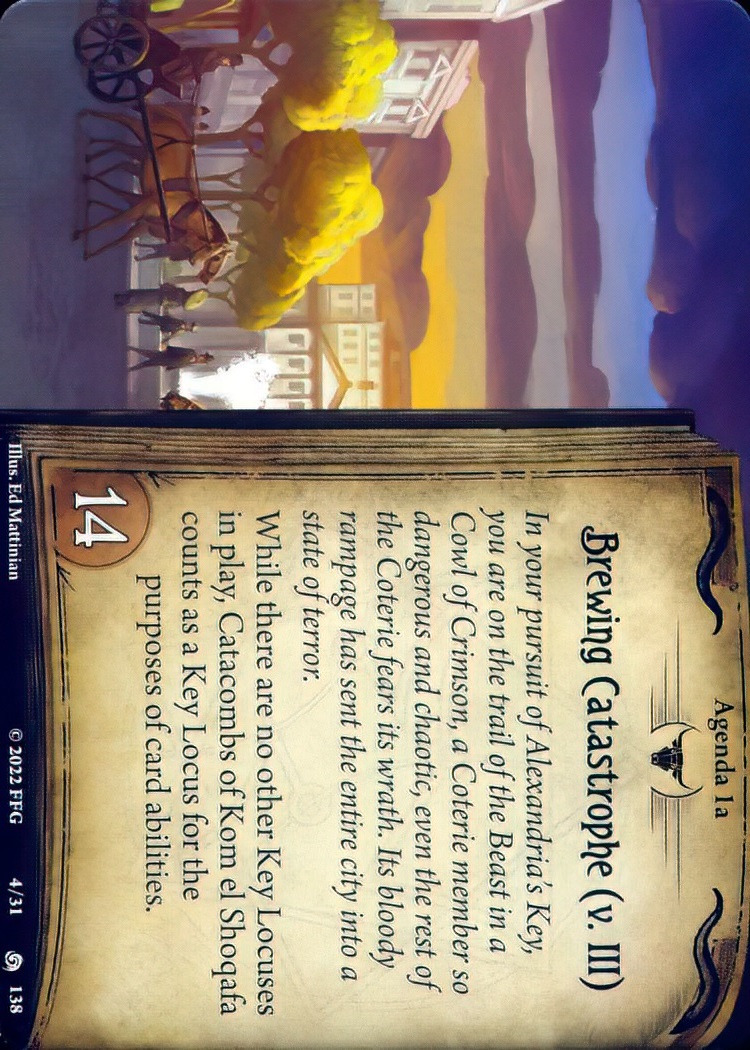 Agenda 1a
Brewing Catastrophe (v. III)
In your pursuit of Alexandria's Key,
you are on the trail of the Beast in a
Cowl of Crimson, a Coterie member so
dangerous and chaotic, even the rest of
the Coterie fears its wrath. Its bloody
rampage has sent the entire city into a
state of terror.
While there are no other Key Locuses
in play, Catacombs of Kom el Shoqafa
counts as a Key Locus for the
purposes of card abilities.
14
Illus. Ed Mattinian
© 2022 FFG
4/31
138